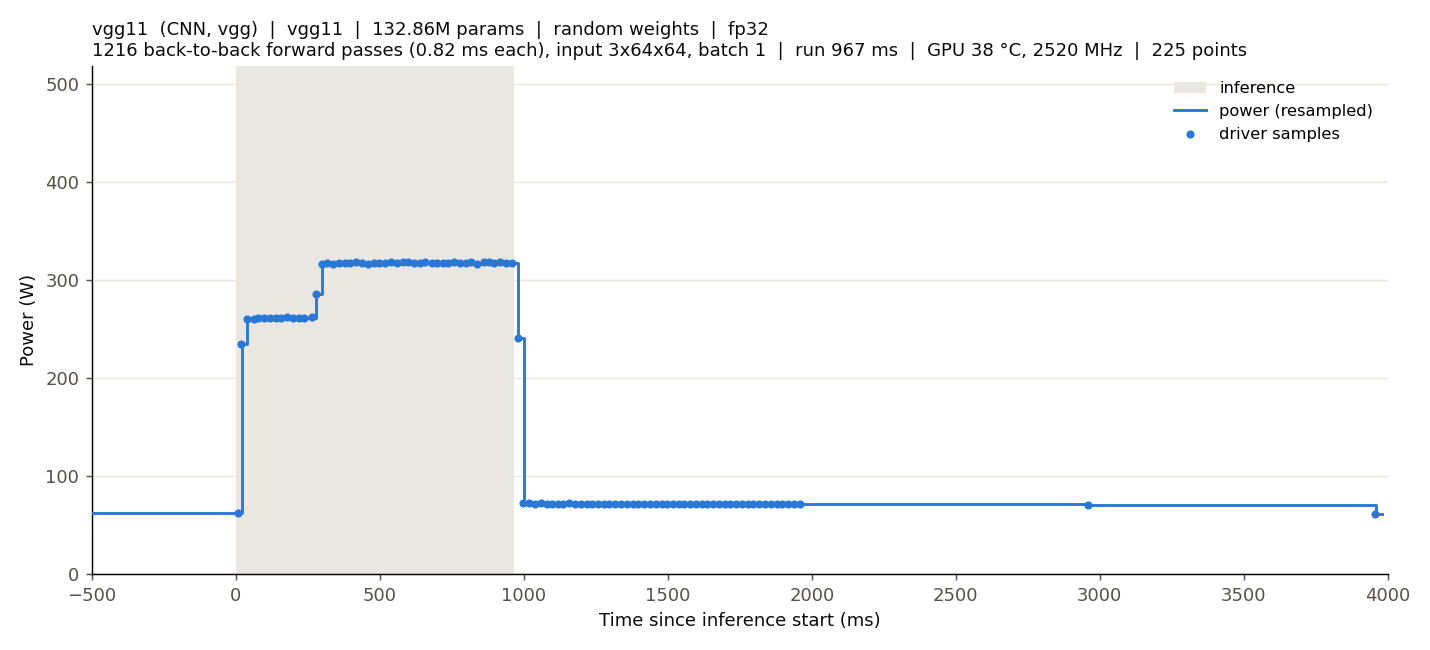 vgg11  (CNN, vgg)  |  vgg11  |  132.86M params  |  random weights  |  fp32
1216 back-to-back forward passes (0.82 ms each), input 3x64x64, batch 1  |  run 967 ms  |  GPU 38 °C, 2520 MHz  |  225 points
inference
power (resampled)
driver samples
Power (W)
500
400
300
200
100
0
−500
0
500
1000
1500
2000
2500
3000
3500
4000
Time since inference start (ms)